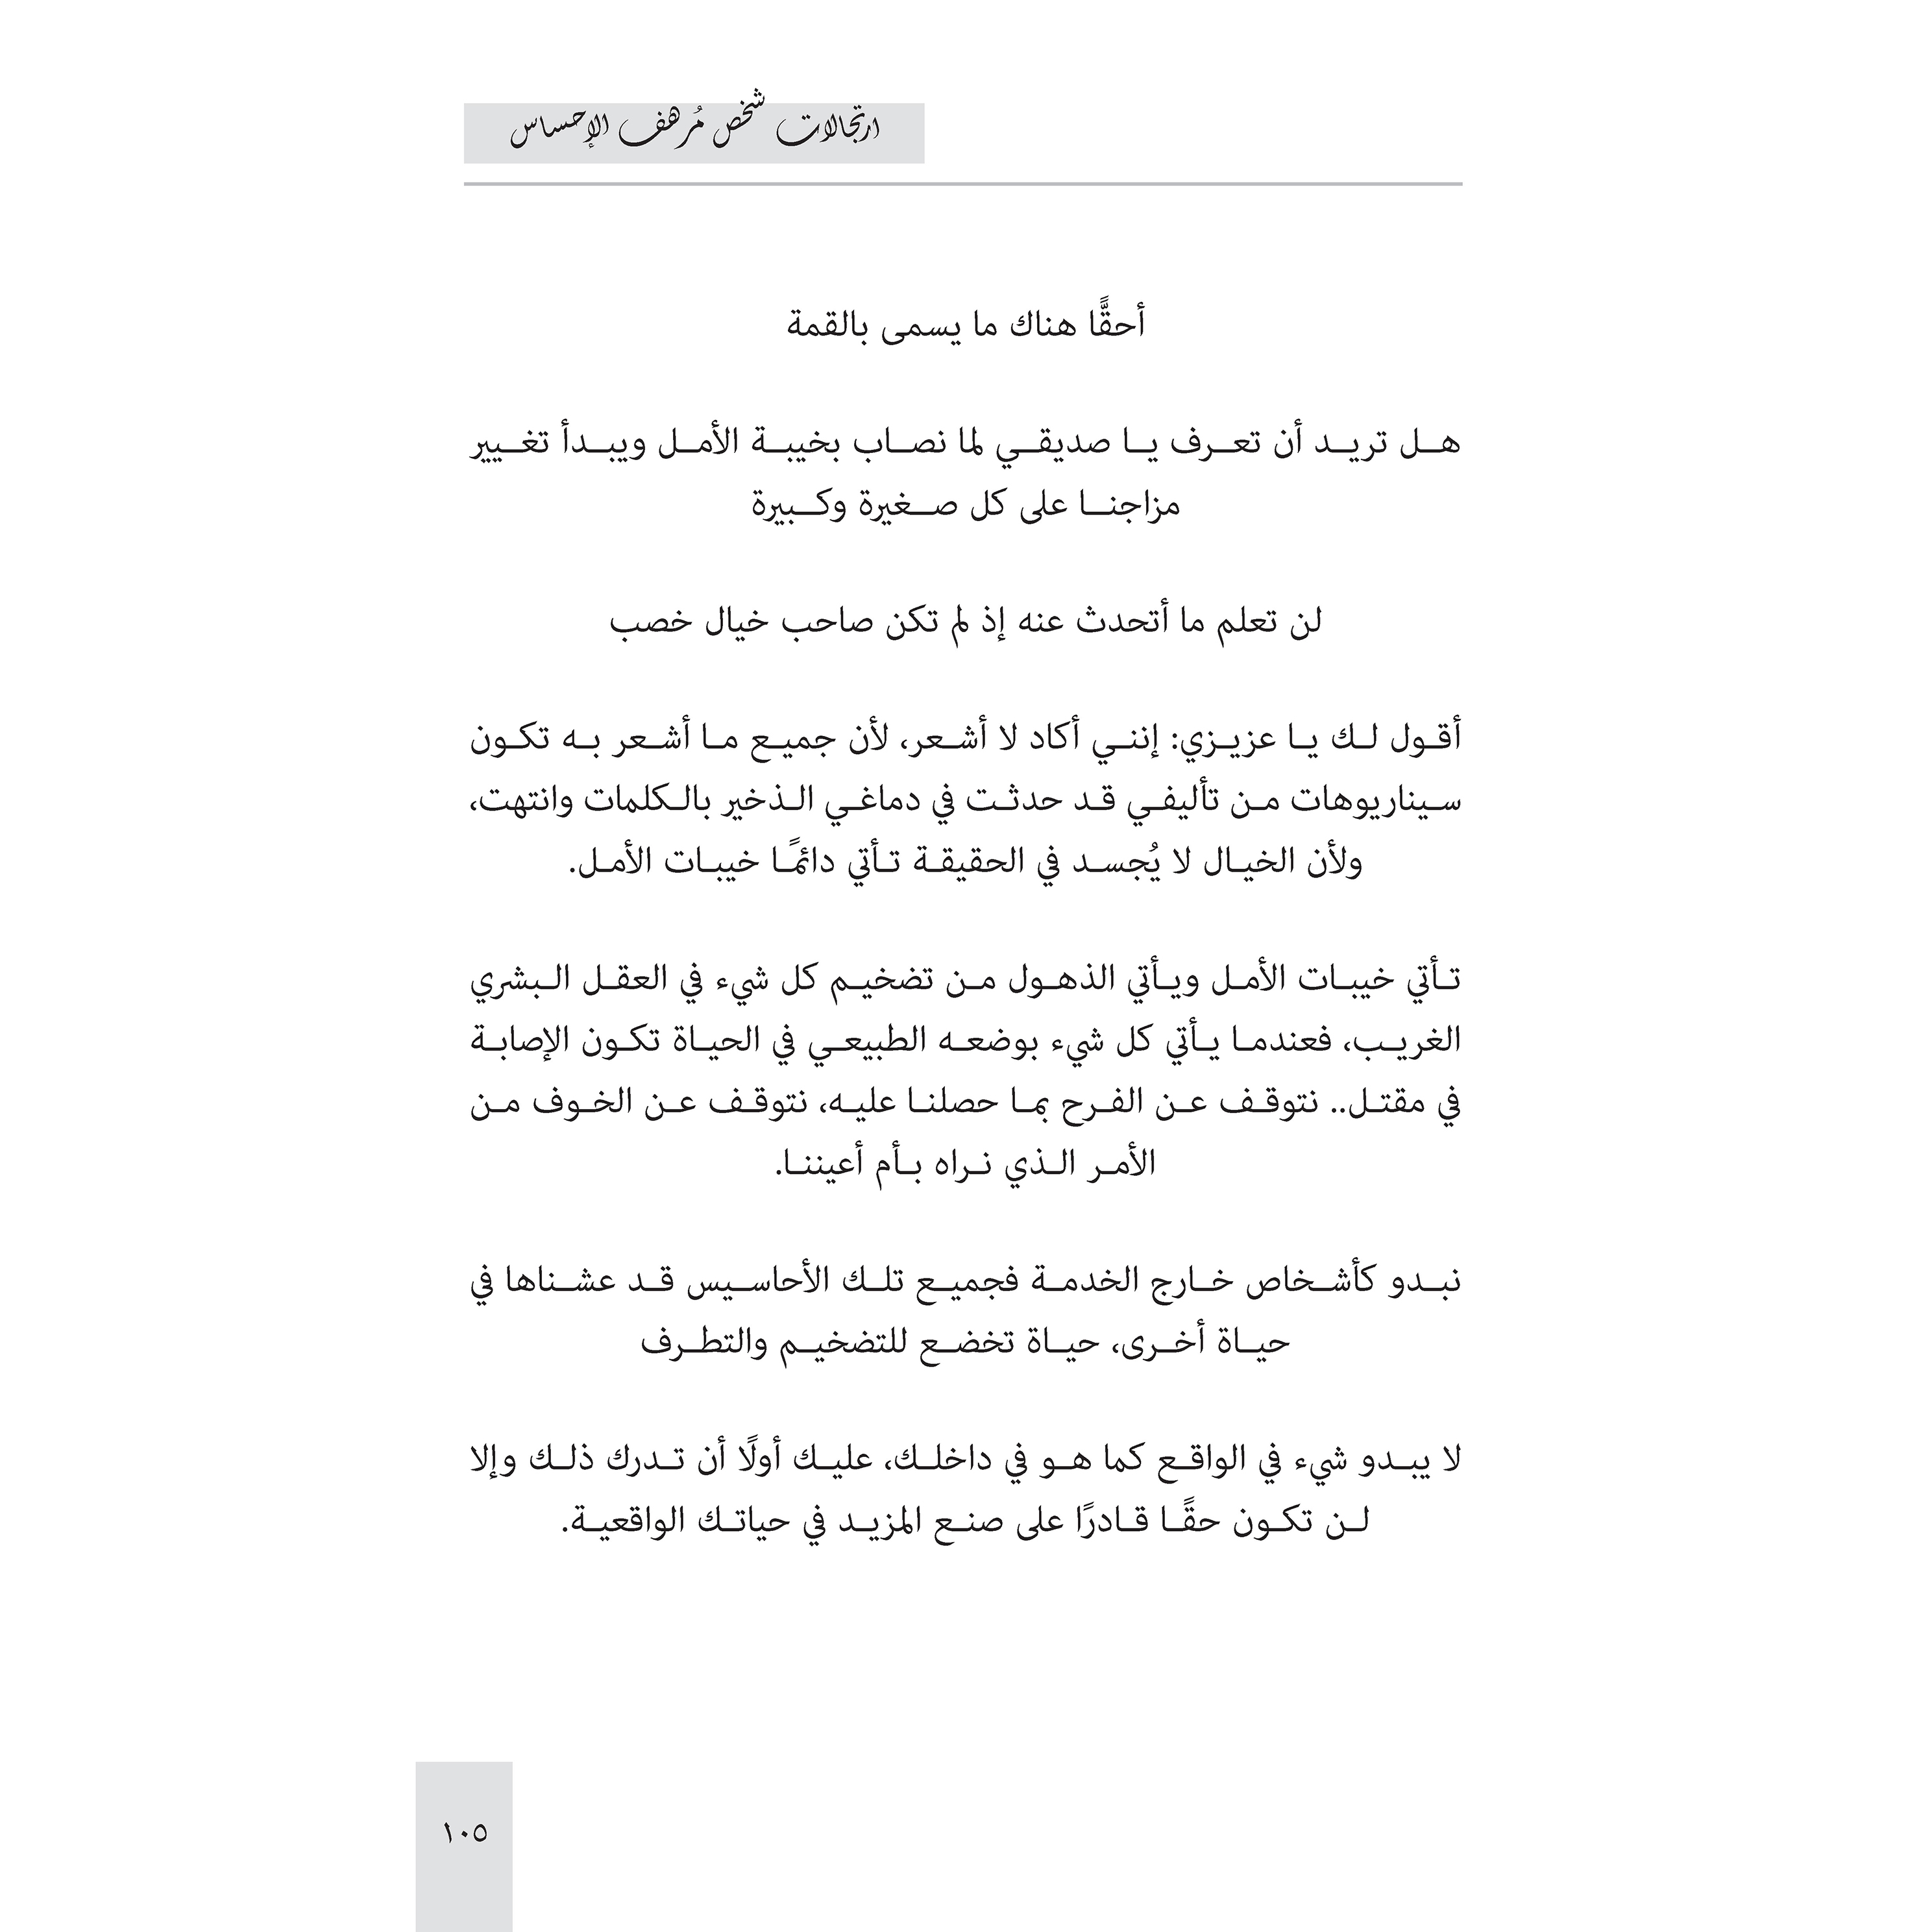 ارتجالات شخص مُرهف الإحساس
أحقًّا هناك ما يسمى بالقمة
هل تريد أن تعرف يا صديقي لما نصاب بخيبة الأمل ويبدأ تغيير
مزاجنا على كل صغيرة وكبيرة
لن تعلم ما أتحدث عنه إذ لم تكن صاحب خيال خصب
أقول لك يا عزيزي: إنني أكاد لا أشعر، لأن جميع ما أشعر به تكون
سيناريوهات من تأليفي قد حدثت في دماغي الذخير بالكلمات وانتهت،
ولأن الخيال لا يُجسد في الحقيقة تأتي دائمًا خيبات الأمل.
تأتي خيبات الأمل ويأتي الذهول من تضخيم كل شيء في العقل البشري
الغريب، فعندما يأتي كل شيء بوضعه الطبيعي في الحياة تكون الإصابة
في مقتل.. نتوقف عن الفرح بما حصلنا عليه، نتوقف عن الخوف من
الأمر الذي نراه بأم أعيننا.
نبدو كأشخاص خارج الخدمة فجميع تلك الأحاسيس قد عشناها في
حياة أخرى، حياة تخضع للتضخيم والتطرف
لا يبدو شيء في الواقع كما هو في داخلك، عليك أولًا أن تدرك ذلك وإلا
لن تكون حقًّا قادرًا على صنع المزيد في حياتك الواقعية.
١٠٥